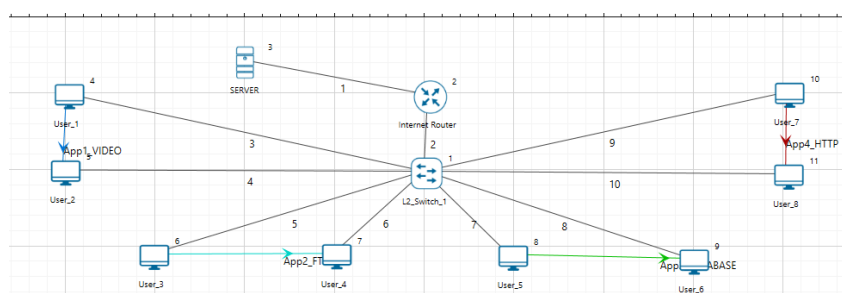 3
SERVER
1
2
Internet Router
4
User_1
10
User_7
3
2
9
App1_VIDEO
5
User_2
App4_HTTP
11
User_8
4
1
L2_Switch_1
10
5
6
7
8
6
User_3
App2_FT
7
User_4
8
User_5
App
ABASE
9
User_6